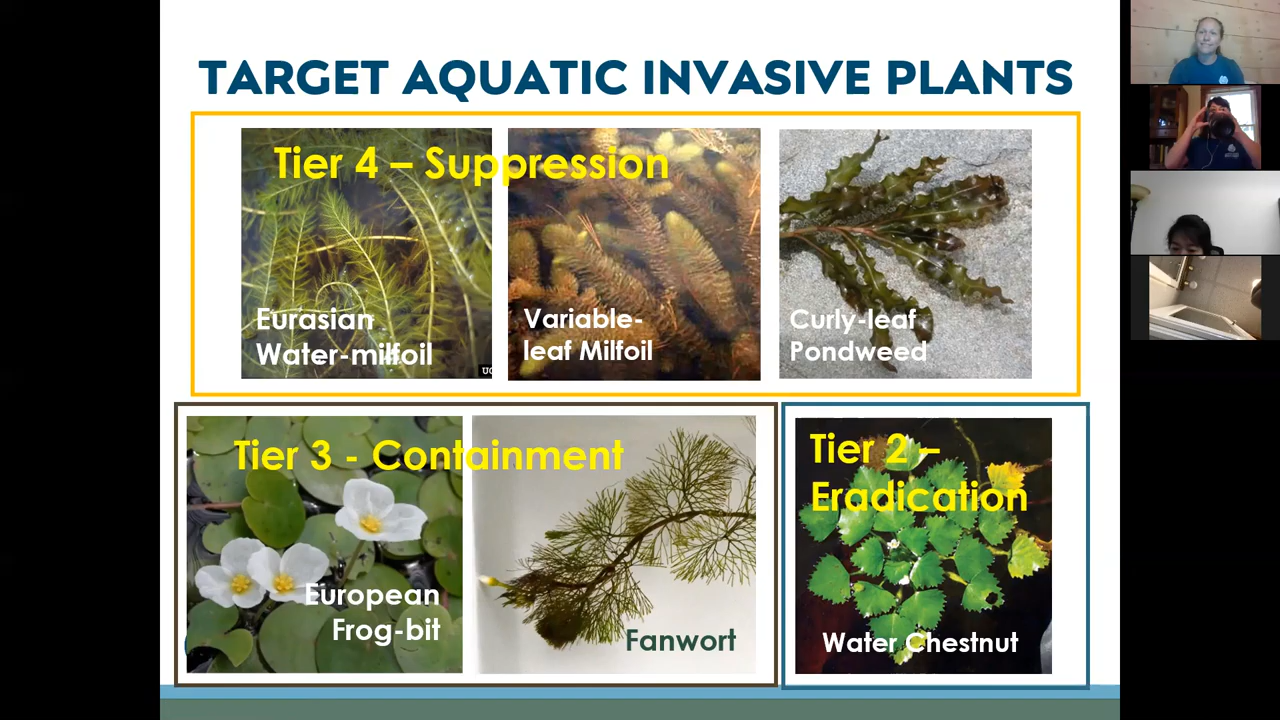 TARGET AQUATIC INVASIVE PLANTS
Tier 4 – Suppression
Eurasian
Water-milfoil
Variable-
leaf Milfoil
Curly-leaf
Pondweed
Tier 3 - Containment
European
Frog-bit
Fanwort
Tier 2 –
Eradication
Water Chestnut